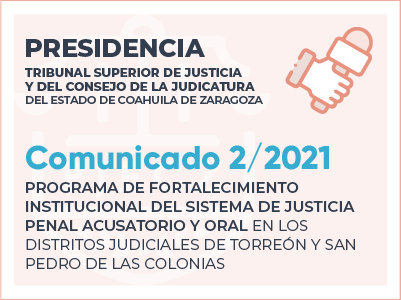 PRESIDENCIA
TRIBUNAL SUPERIOR DE JUSTICIA
Y DEL CONSEJO DE LA JUDICATURA
DEL ESTADO DE COAHUILA DE ZARAGOZA
Comunicado 2/2021
PROGRAMA DE FORTALECIMIENTO
INSTITUCIONAL DEL SISTEMA DE JUSTICIA
PENAL ACUSATORIO Y ORAL EN LOS
DISTRITOS JUDICIALES DE TORREÓN Y SAN
PEDRO DE LAS COLONIAS